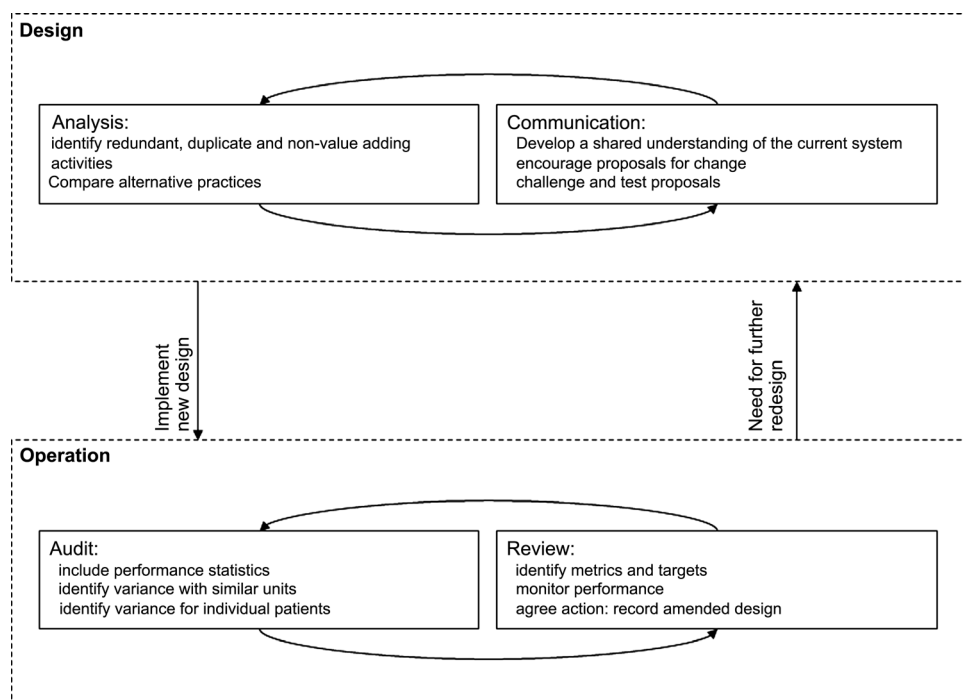 Design
Analysis:
identify redundant, duplicate and non-value adding
activities
Compare alternative practices
Communication:
Develop a shared understanding of the current system
encourage proposals for change
challenge and test proposals
Implement
new design
Need for further
redesign
Operation
Audit:
include performance statistics
identify variance with similar units
identify variance for individual patients
Review:
identify metrics and targets
monitor performance
agree action: record amended design